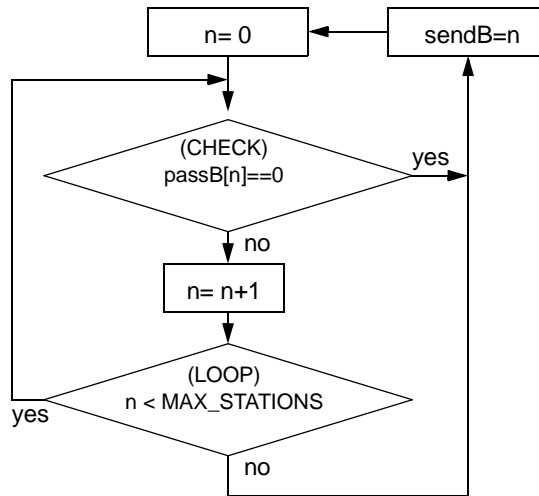 n= 0
sendB=n
(CHECK)
passB[n]==0
yes
no
n= n+1
(LOOP)
n < MAX_STATIONS
yes
no